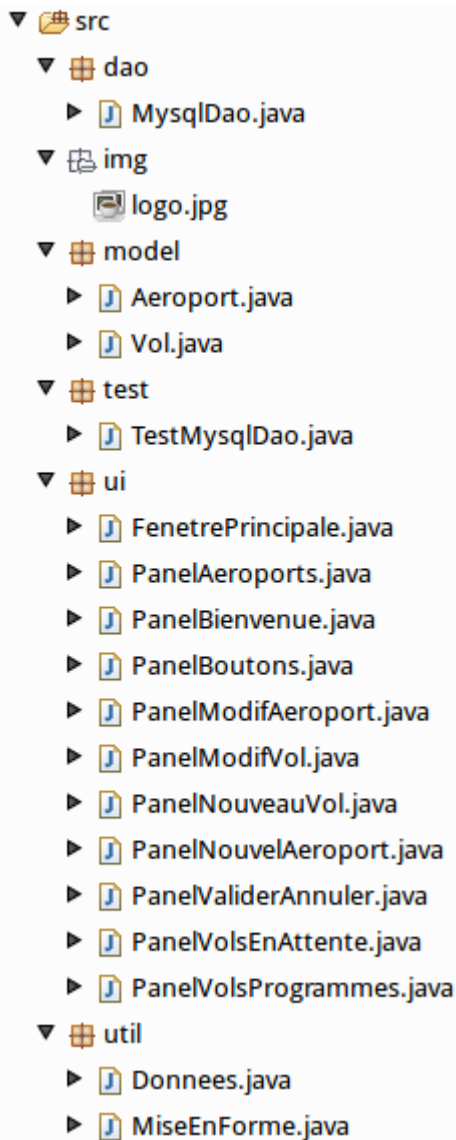 src
dao
MysqlDao.java
img
logo.jpg
model
Aeroport.java
Vol.java
test
TestMysqlDao.java
ui
FenetrePrincipale.java
PanelAeroports.java
PanelBienvenue.java
PanelBoutons.java
PanelModifAeroport.java
PanelModifVol.java
PanelNouveauVol.java
PanelNouvelAeroport.java
PanelValiderAnnuler.java
PanelVolsEnAttente.java
PanelVolsProgrammes.java
util
Donnees.java
MiseEnForme.java